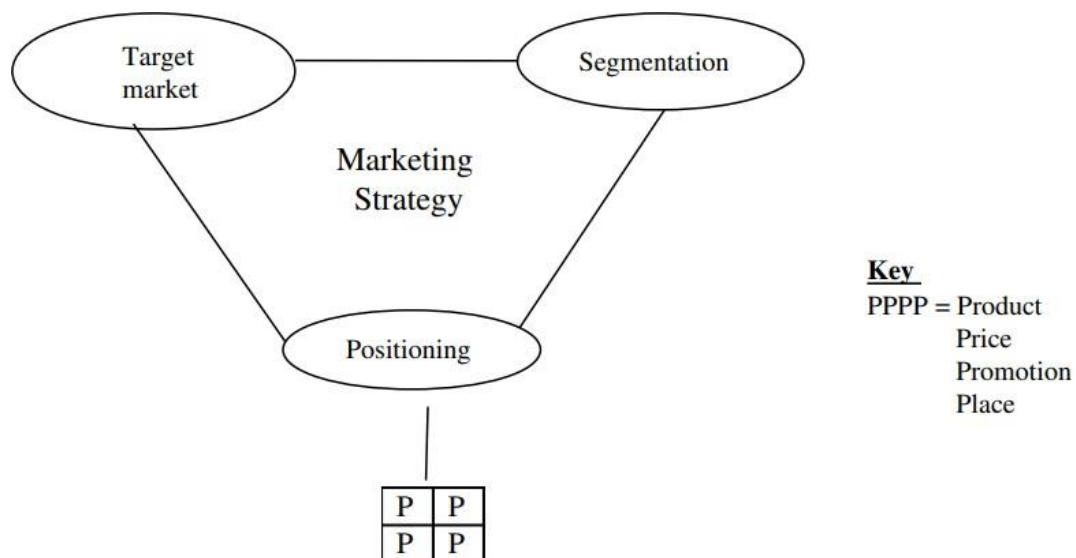 Target
market
Segmentation
Marketing
Strategy
Key
PPPP = Product
Price
Promotion
Place
Positioning
P P
P P